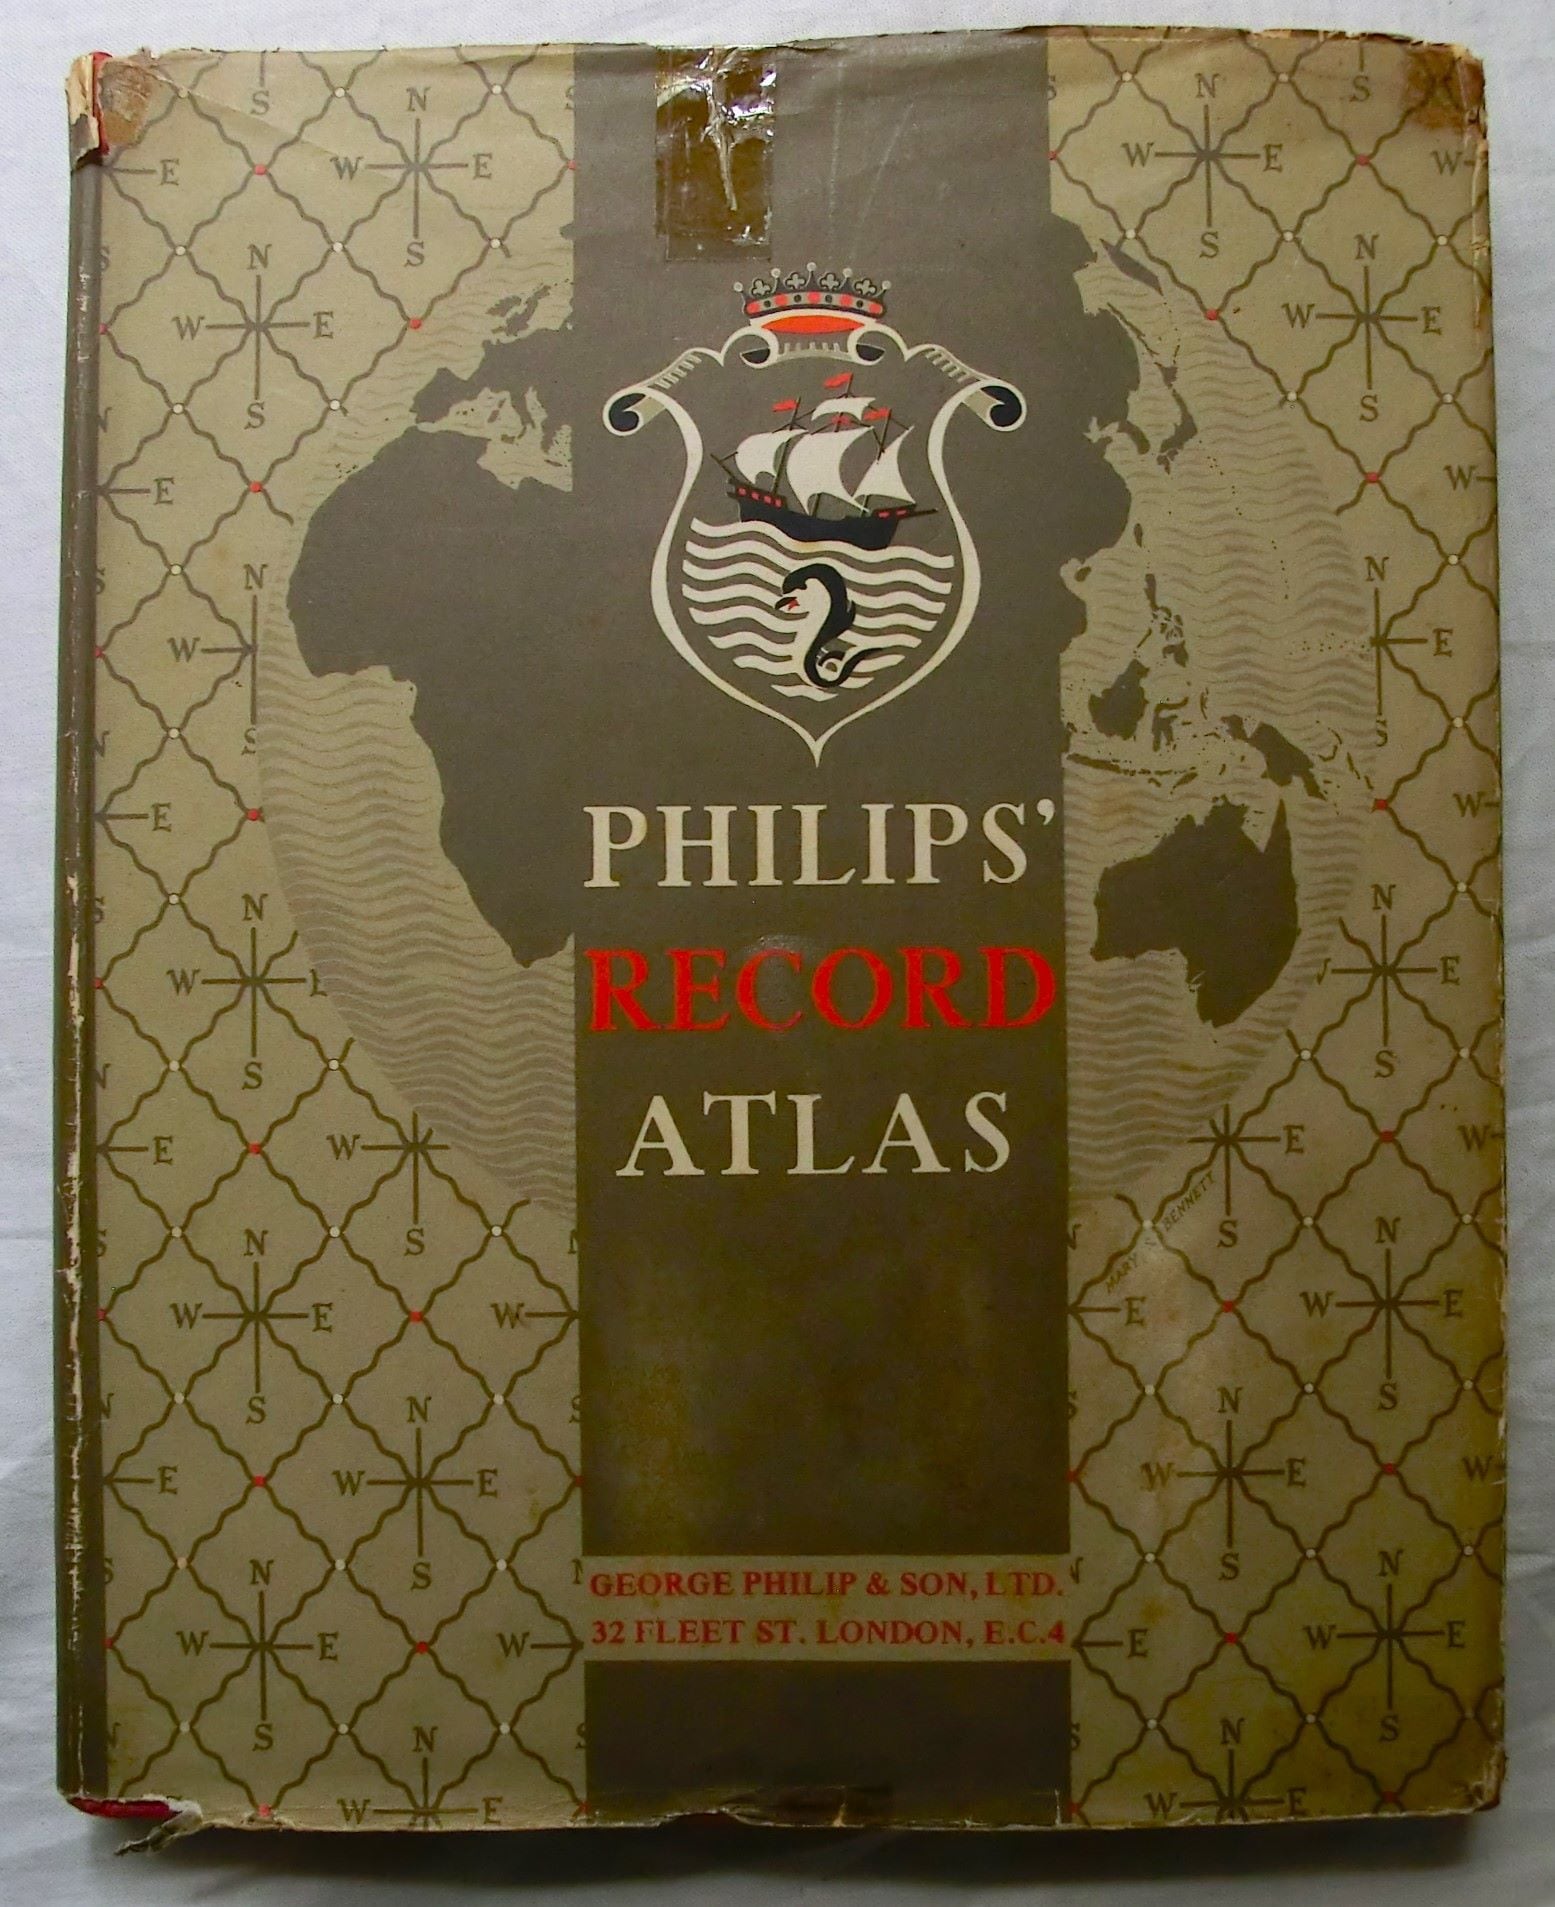 PHILIPS'
RECORD
ATLAS
MARY S. BENNETT
GEORGE PHILIP & SON, LTD.
32 FLEET ST. LONDON, E.C.4